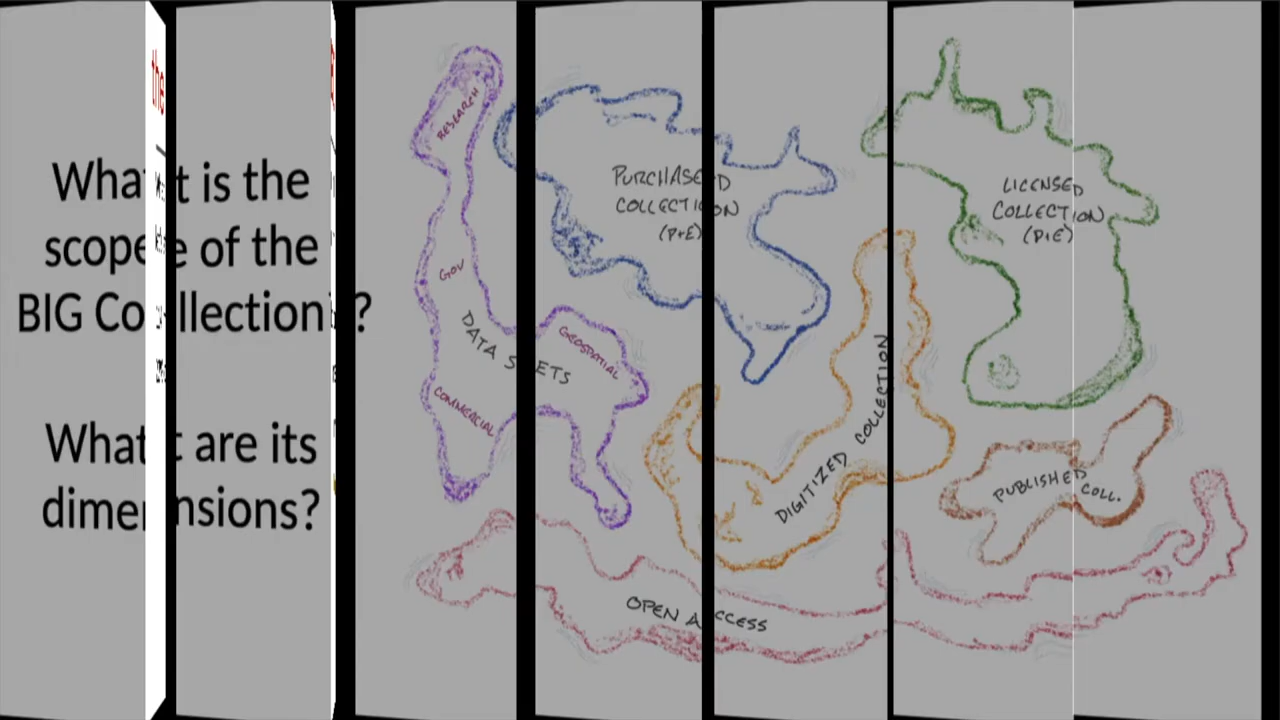 the
What is the
scope of the
BIG Collection?
What are its
dimensions?
RESEARCH
GOV
DATA SETS
GEOSPATIAL
COMMERCIAL
PURCHASED
COLLECTION
(P+E)
LICENSED
COLLECTION
(P+E)
DIGITIZED COLLECTION
PUBLISHED COLL.
OPEN ACCESS